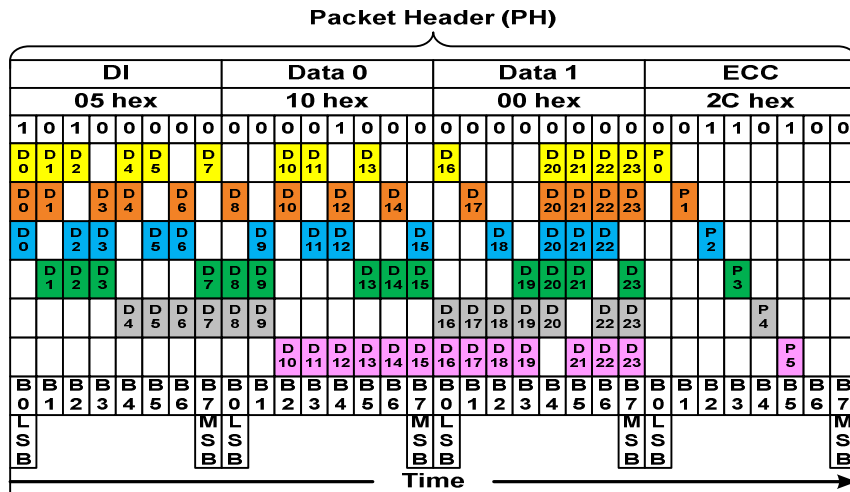 Packet Header (PH)
DI Data 0 Data 1 ECC
05 hex 10 hex 00 hex 2C hex
1 0 1 0 0 0 0 0 0 0 0 0 1 0 0 0 0 0 0 0 0 0 0 0 0 0 1 1 0 1 0 0
D0 D1 D2 D4 D5 D7 D10 D11 D13 D16 D20 D21 D22 D23 P0
D0 D1 D3 D4 D6 D8 D10 D12 D14 D17 D20 D21 D22 D23 P1
D0 D2 D3 D5 D6 D9 D11 D12 D15 D18 D20 D21 D22 P2
D1 D2 D3 D7 D8 D9 D13 D14 D15 D19 D20 D21 D23 P3
D4 D5 D6 D7 D8 D9 D16 D17 D18 D19 D20 D22 D23 P4
D10 D11 D12 D13 D14 D15 D16 D17 D18 D19 D21 D22 D23 P5
B0 B1 B2 B3 B4 B5 B6 B7 B0 B1 B2 B3 B4 B5 B6 B7 B0 B1 B2 B3 B4 B5 B6 B7 B0 B1 B2 B3 B4 B5 B6 B7
LSB MSB LSB MSB LSB MSB LSB MSB
Time